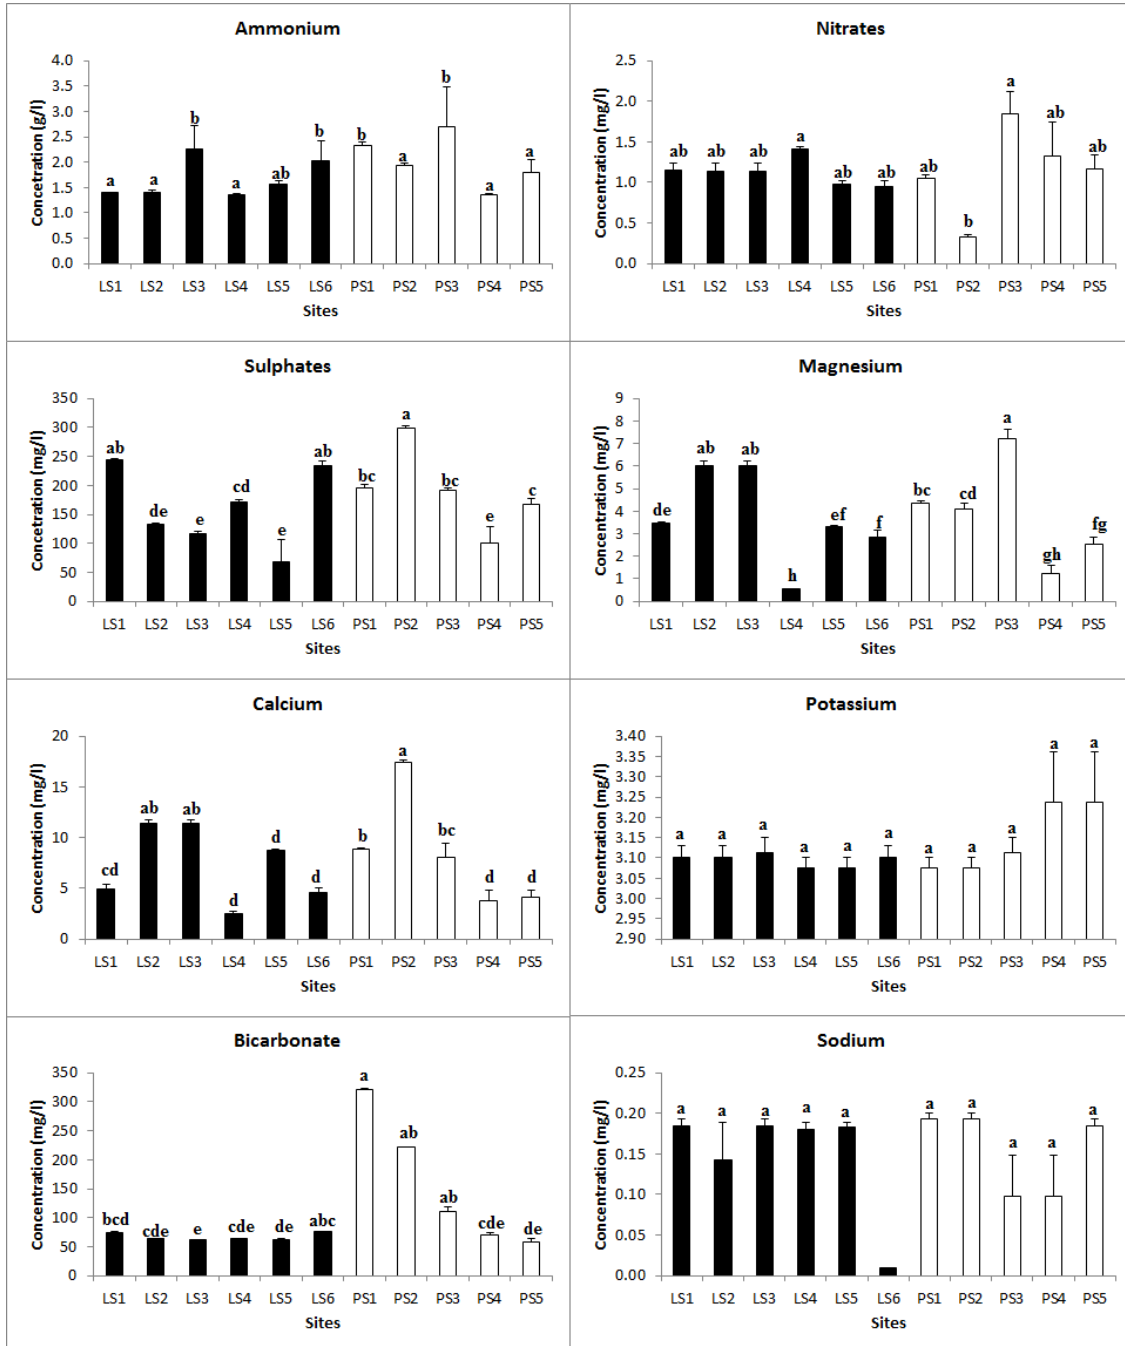 Ammonium
Concetration (g/l)
4.0
3.5
3.0
2.5
2.0
1.5
1.0
0.5
0.0
a a b a ab b b a b a a
LS1 LS2 LS3 LS4 LS5 LS6 PS1 PS2 PS3 PS4 PS5
Sites
Nitrates
Concentration (mg/l)
2.5
2.0
1.5
1.0
0.5
0.0
ab ab ab a ab ab ab b a ab ab
LS1 LS2 LS3 LS4 LS5 LS6 PS1 PS2 PS3 PS4 PS5
Sites
Sulphates
Concetration (mg/l)
350
300
250
200
150
100
50
0
ab de e cd e ab bc a bc e c
LS1 LS2 LS3 LS4 LS5 LS6 PS1 PS2 PS3 PS4 PS5
Sites
Magnesium
Concentration (mg/l)
9
8
7
6
5
4
3
2
1
0
de ab ab h ef f bc cd a gh fg
LS1 LS2 LS3 LS4 LS5 LS6 PS1 PS2 PS3 PS4 PS5
Sites
Calcium
Concentration (mg/l)
20
15
10
5
0
cd ab ab d d d b a bc d d
LS1 LS2 LS3 LS4 LS5 LS6 PS1 PS2 PS3 PS4 PS5
Sites
Potassium
Concentration (mg/l)
3.40
3.35
3.30
3.25
3.20
3.15
3.10
3.05
3.00
2.95
2.90
a a a a a a a a a a a
LS1 LS2 LS3 LS4 LS5 LS6 PS1 PS2 PS3 PS4 PS5
Sites
Bicarbonate
Concentration (mg/l)
350
300
250
200
150
100
50
0
bcd cde e cde de abc a ab ab cde de
LS1 LS2 LS3 LS4 LS5 LS6 PS1 PS2 PS3 PS4 PS5
Sites
Sodium
Concentration (mg/l)
0.25
0.20
0.15
0.10
0.05
0.00
a a a a a a a a a a
LS1 LS2 LS3 LS4 LS5 LS6 PS1 PS2 PS3 PS4 PS5
Sites